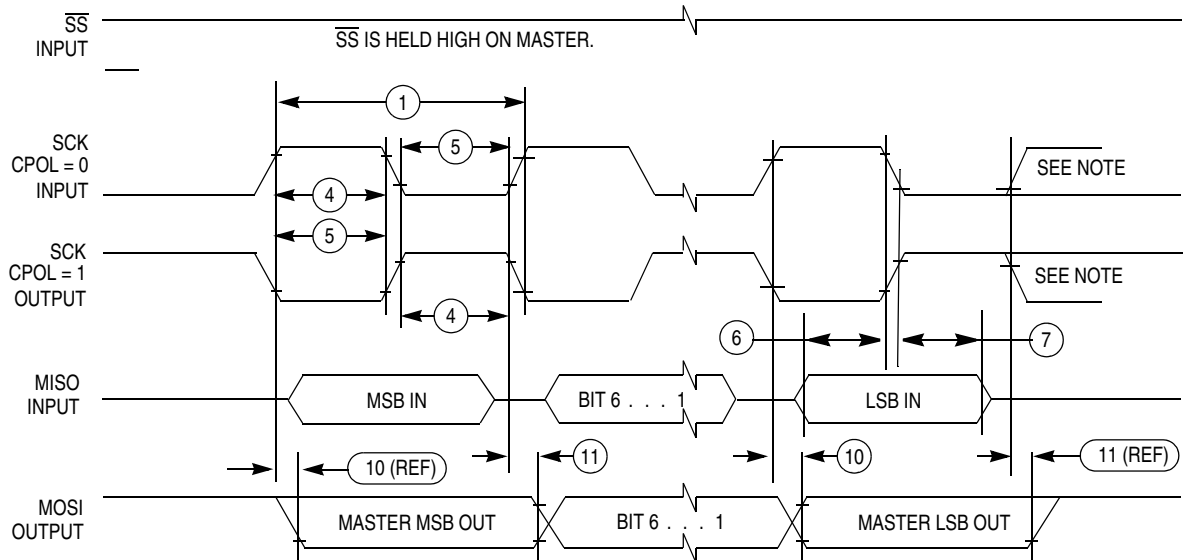 SS
INPUT
SS IS HELD HIGH ON MASTER.
1
SCK
CPOL = 0
INPUT
5
SEE NOTE
4
5
SCK
CPOL = 1
OUTPUT
SEE NOTE
4
6
7
MISO
INPUT
MSB IN
BIT 6 . . . 1
LSB IN
10 (REF)
11
10
11 (REF)
MOSI
OUTPUT
MASTER MSB OUT
BIT 6 . . . 1
MASTER LSB OUT